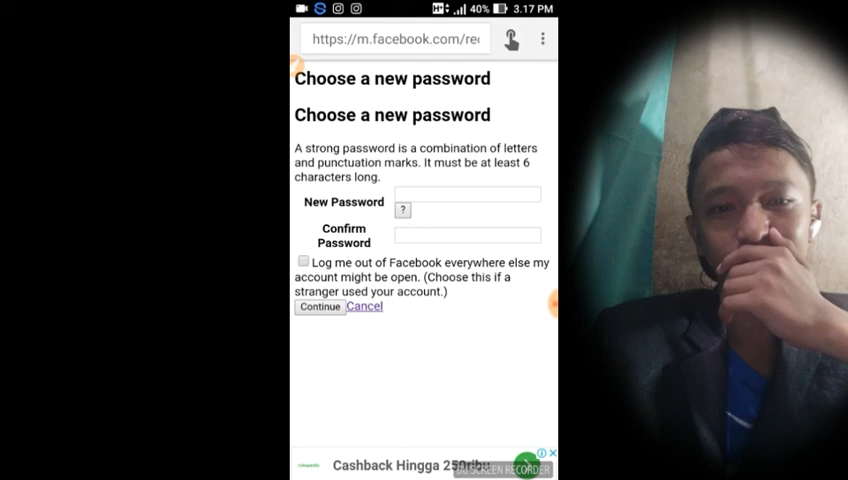 40% 3.17 PM
https://m.facebook.com/re
Choose a new password
Choose a new password
A strong password is a combination of letters
and punctuation marks. It must be at least 6
characters long.
New Password
?
Confirm
Password
Log me out of Facebook everywhere else my
account might be open. (Choose this if a
stranger used your account.)
Continue Cancel
Cashback Hingga
DU SCREEN RECORDER